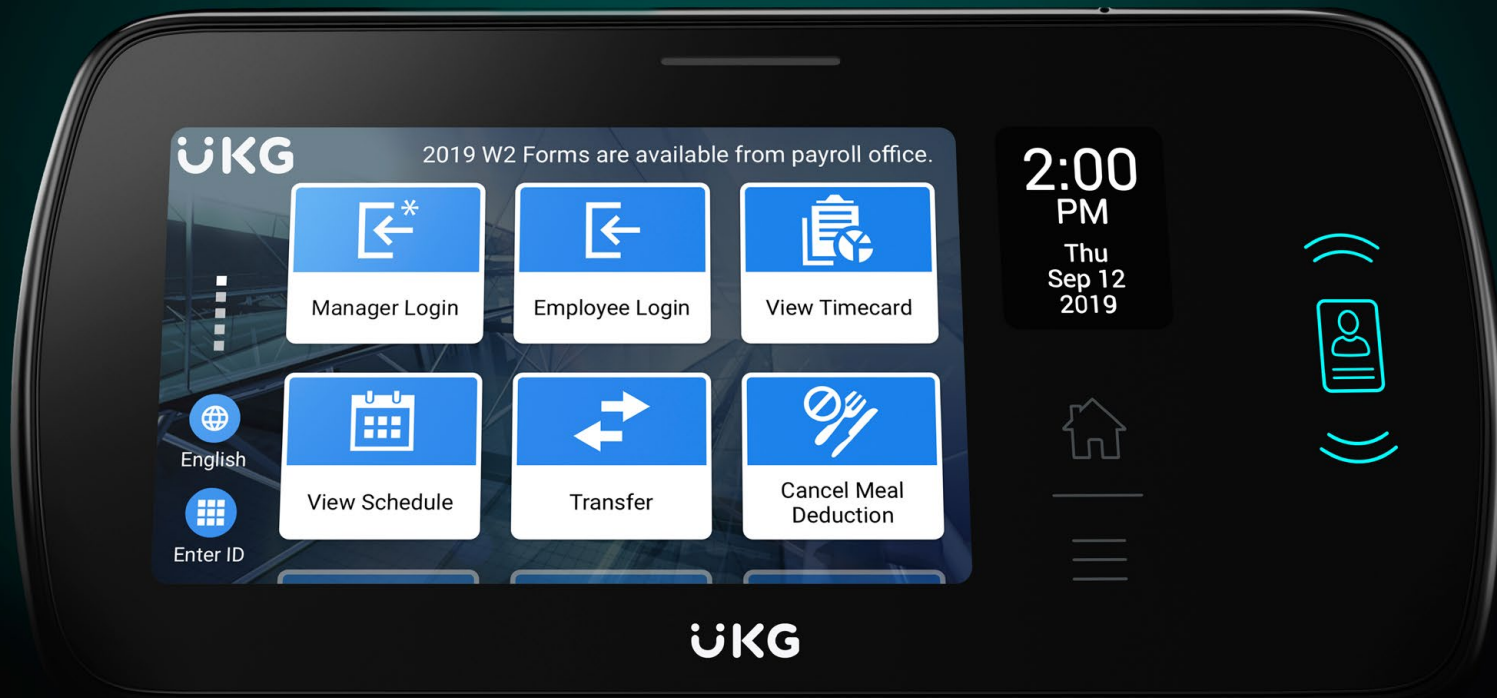 UKG
2019 W2 Forms are available from payroll office.
Manager Login
Employee Login
View Timecard
English
Enter ID
View Schedule
Transfer
Cancel Meal
Deduction
2:00
PM
Thu
Sep 12
2019
UKG